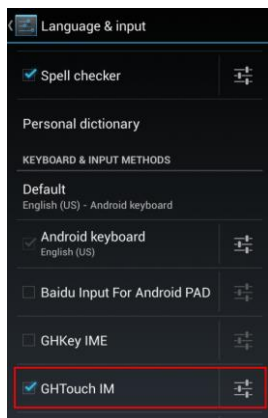 Language & input
Spell checker
Personal dictionary
KEYBOARD & INPUT METHODS
Default
English (US) - Android keyboard
Android keyboard
English (US)
Baidu Input For Android PAD
GHKey IME
GHTouch IM